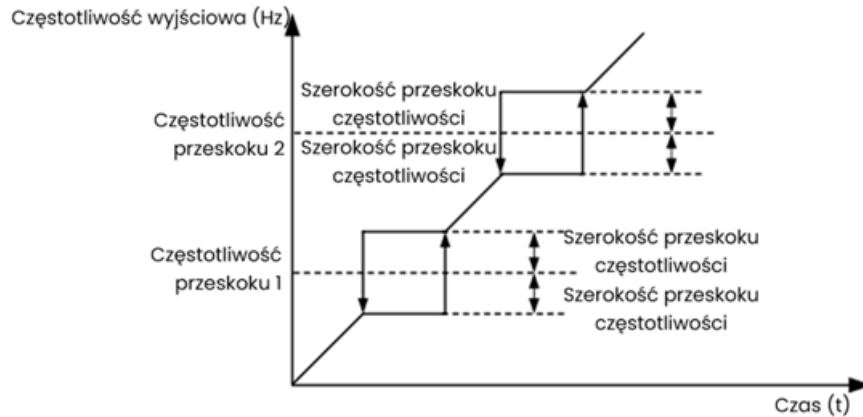 Częstotliwość wyjściowa (Hz)
Szerokość przeskoku
częstotliwości
Częstotliwość
przeskoku 2
Szerokość przeskoku
częstotliwości
Częstotliwość
przeskoku 1
Szerokość przeskoku
częstotliwości
Szerokość przeskoku
częstotliwości
Czas (t)